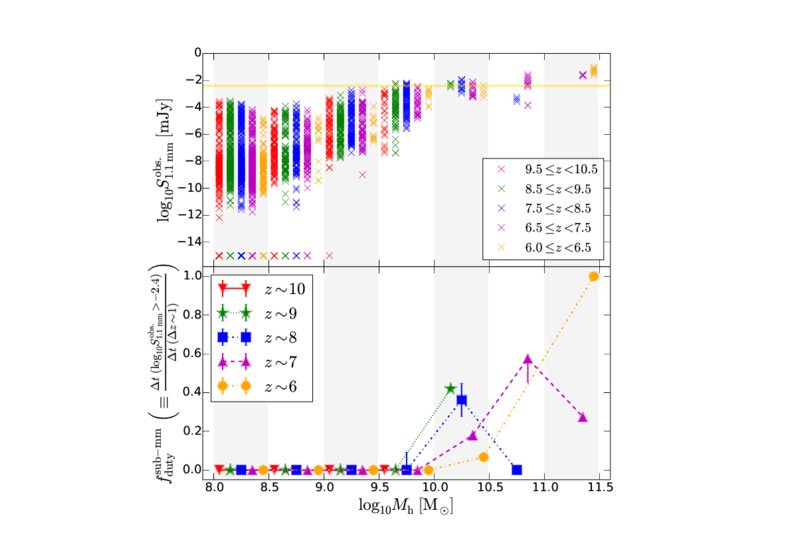 0
−2
−4
−6
−8
−10
−12
−14
log₁₀S^obs._1.1 mm [mJy]
9.5≤z<10.5
8.5≤z<9.5
7.5≤z<8.5
6.5≤z<7.5
6.0≤z<6.5
1.0
0.8
0.6
0.4
0.2
0.0
f^sub−mm_duty (≡ Δt (log₁₀S^obs._1.1 mm>−2.4) / Δt (Δz∼1))
z∼10
z∼9
z∼8
z∼7
z∼6
8.0 8.5 9.0 9.5 10.0 10.5 11.0 11.5
log₁₀M_h [M_⊙]